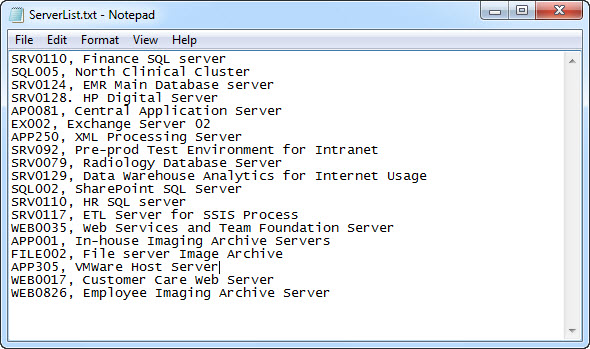 ServerList.txt - Notepad
File Edit Format View Help
SRV0110, Finance SQL server
SQL005, North Clinical Cluster
SRV0124, EMR Main Database server
SRV0128. HP Digital Server
AP0081, Central Application Server
EX002, Exchange Server 02
APP250, XML Processing Server
SRV092, Pre-prod Test Environment for Intranet
SRV0079, Radiology Database Server
SRV0129, Data Warehouse Analytics for Internet Usage
SQL002, SharePoint SQL Server
SRV0110, HR SQL server
SRV0117, ETL Server for SSIS Process
WEB0035, Web Services and Team Foundation Server
APP001, In-house Imaging Archive Servers
FILE002, File server Image Archive
APP305, VMWare Host Server
WEB0017, Customer Care Web Server
WEB0826, Employee Imaging Archive Server